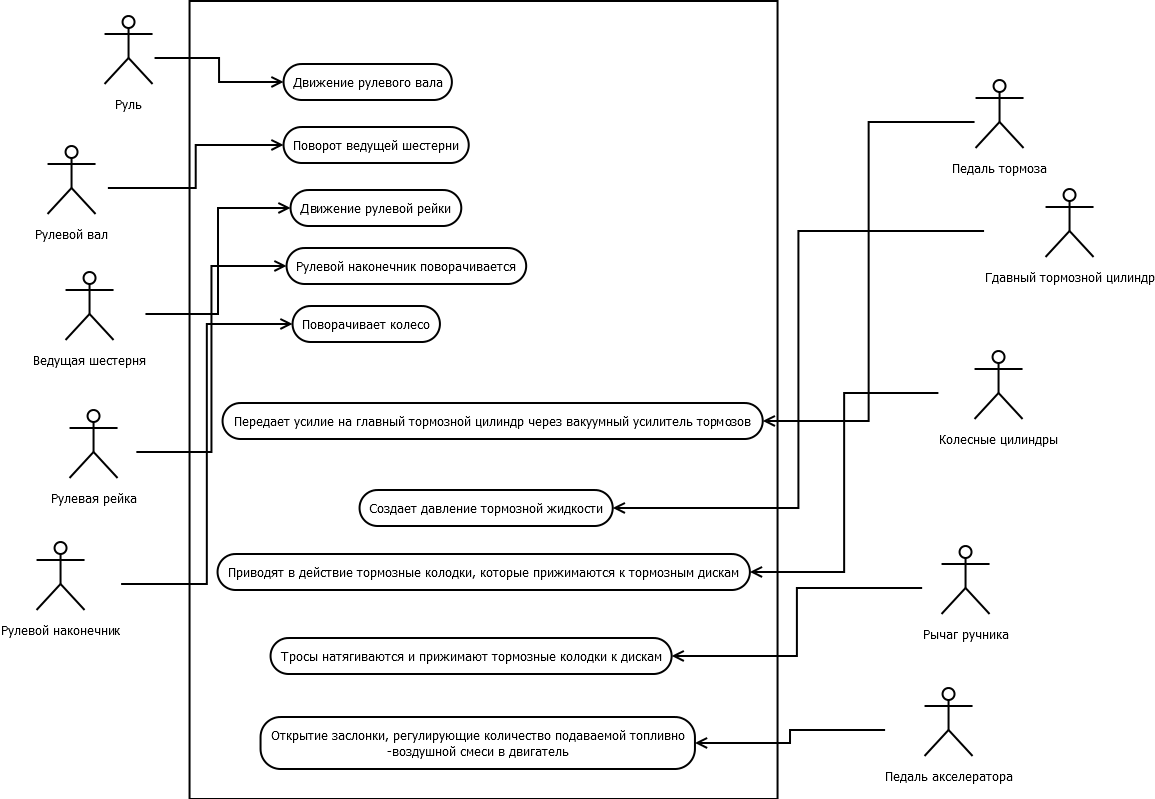 Руль
Движение рулевого вала
Поворот ведущей шестерни
Педаль тормоза
Рулевой вал
Движение рулевой рейки
Рулевой наконечник поворачивается
Гдавный тормозной цилиндр
Поворачивает колесо
Ведущая шестерня
Передает усилие на главный тормозной цилиндр через вакуумный усилитель тормозов
Колесные цилиндры
Рулевая рейка
Создает давление тормозной жидкости
Приводят в действие тормозные колодки, которые прижимаются к тормозным дискам
Рулевой наконечник
Рычаг ручника
Тросы натягиваются и прижимают тормозные колодки к дискам
Открытие заслонки, регулирующие количество подаваемой топливно
-воздушной смеси в двигатель
Педаль акселератора